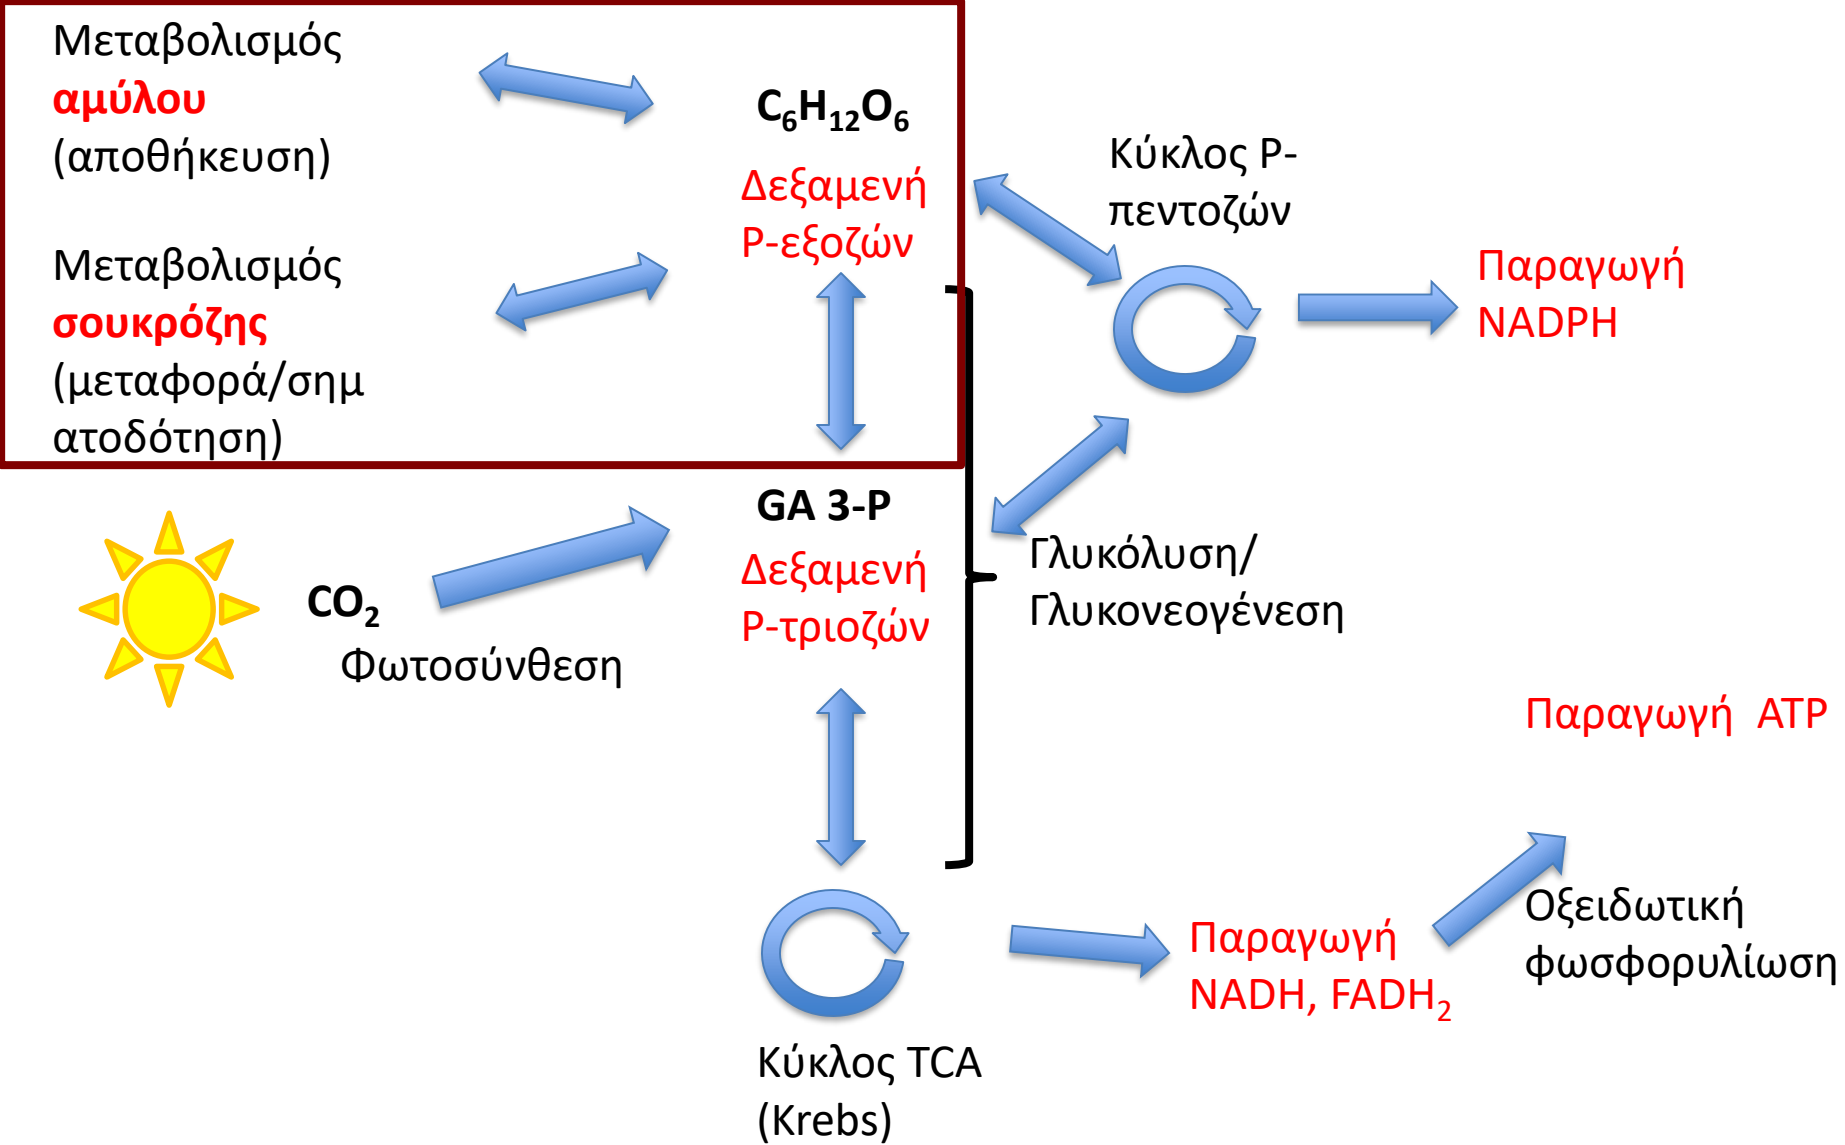 Μεταβολισμός
αμύλου
(αποθήκευση)
Μεταβολισμός
σουκρόζης
(μεταφορά/σημ
ατοδότηση)
C₆H₁₂O₆
Δεξαμενή
P-εξοζών
Κύκλος P-
πεντοζών
Παραγωγή
NADPH
CO₂
Φωτοσύνθεση
GA 3-P
Δεξαμενή
P-τριοζών
Γλυκόλυση/
Γλυκονεογένεση
Παραγωγή  ATP
Οξειδωτική
φωσφορυλίωση
Παραγωγή
NADH, FADH₂
Κύκλος TCA
(Krebs)